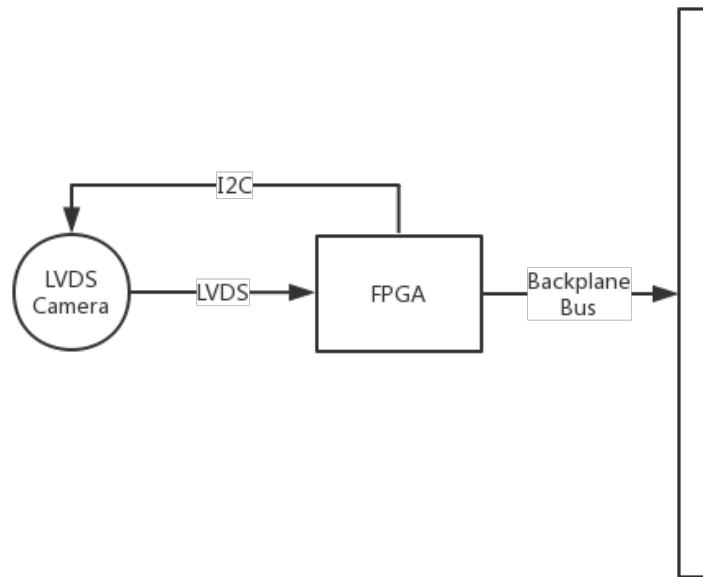 I2C
LVDS
Camera
LVDS
FPGA
Backplane
Bus